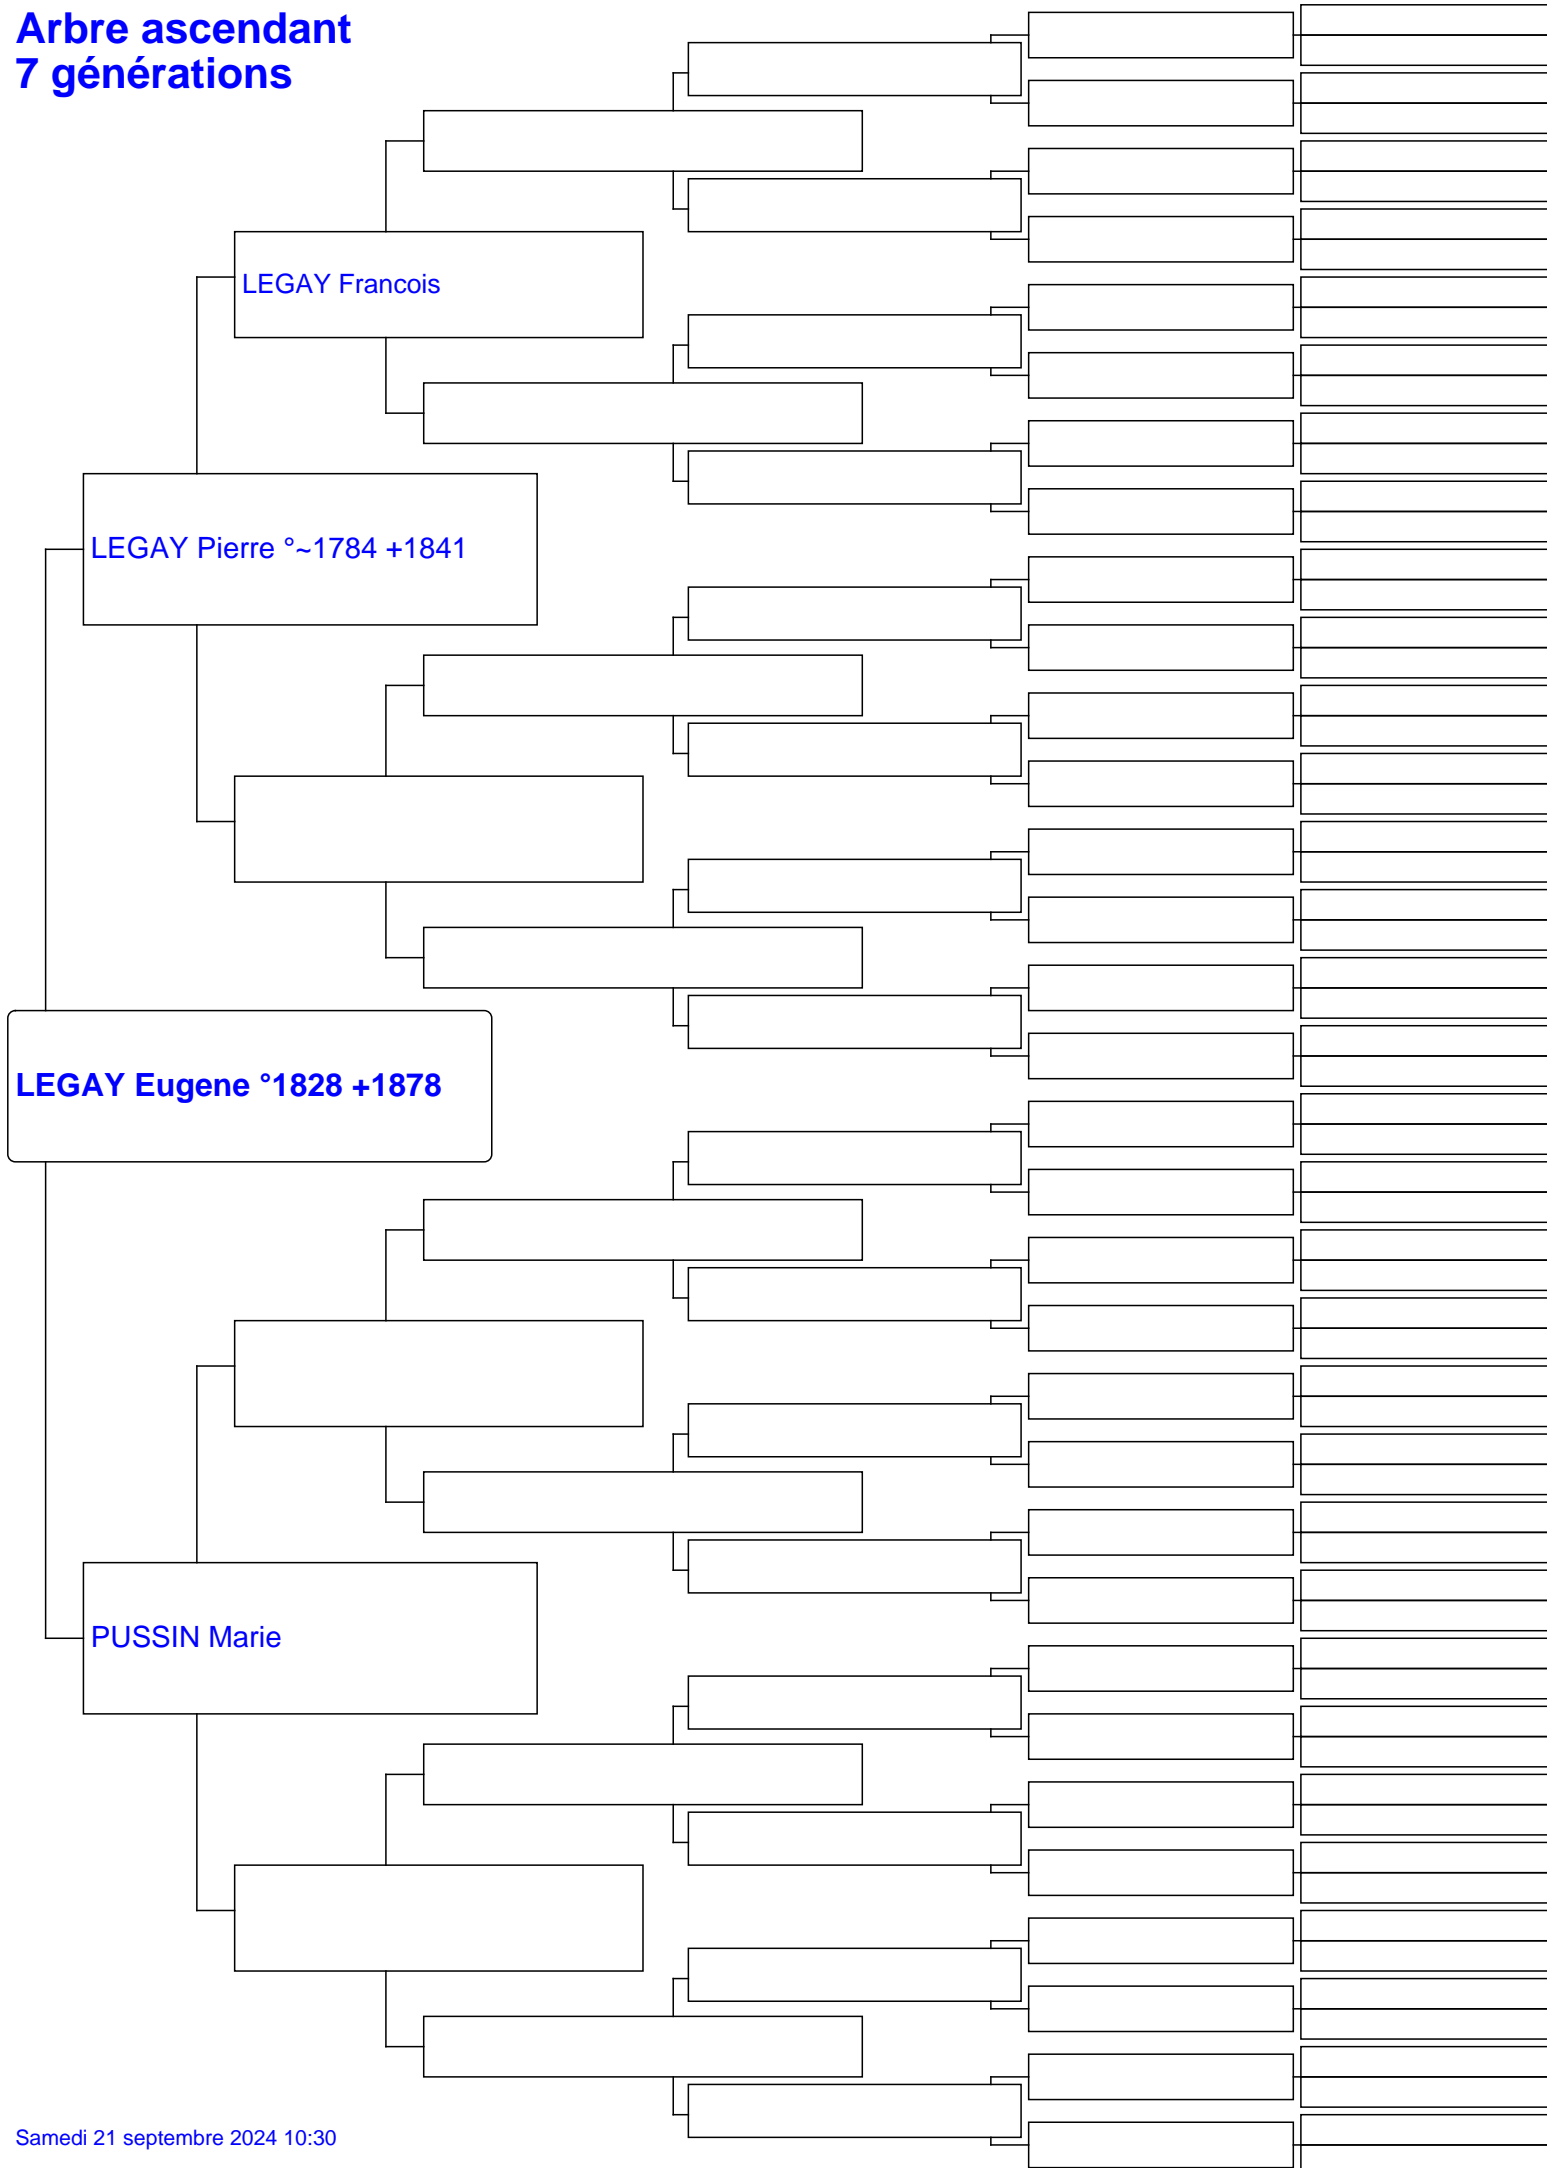 Arbre ascendant
7 générations
LEGAY Francois
LEGAY Pierre °~1784 +1841
LEGAY Eugene °1828 +1878
PUSSIN Marie
Samedi 21 septembre 2024 10:30